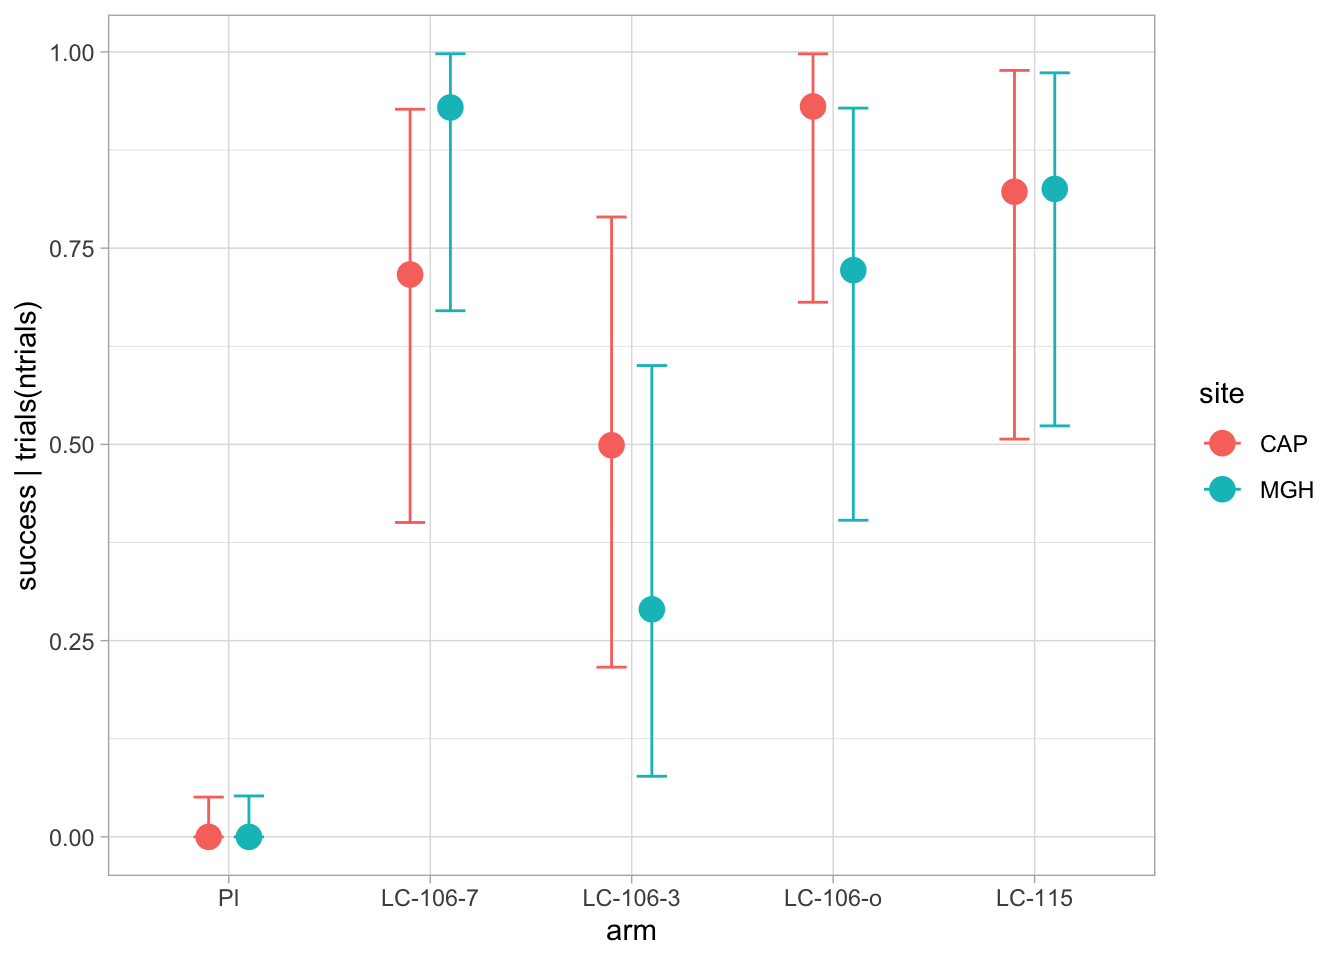 1.00
0.75
0.50
0.25
0.00
success | trials(ntrials)
PI
LC-106-7
LC-106-3
LC-106-o
LC-115
arm
site
CAP
MGH